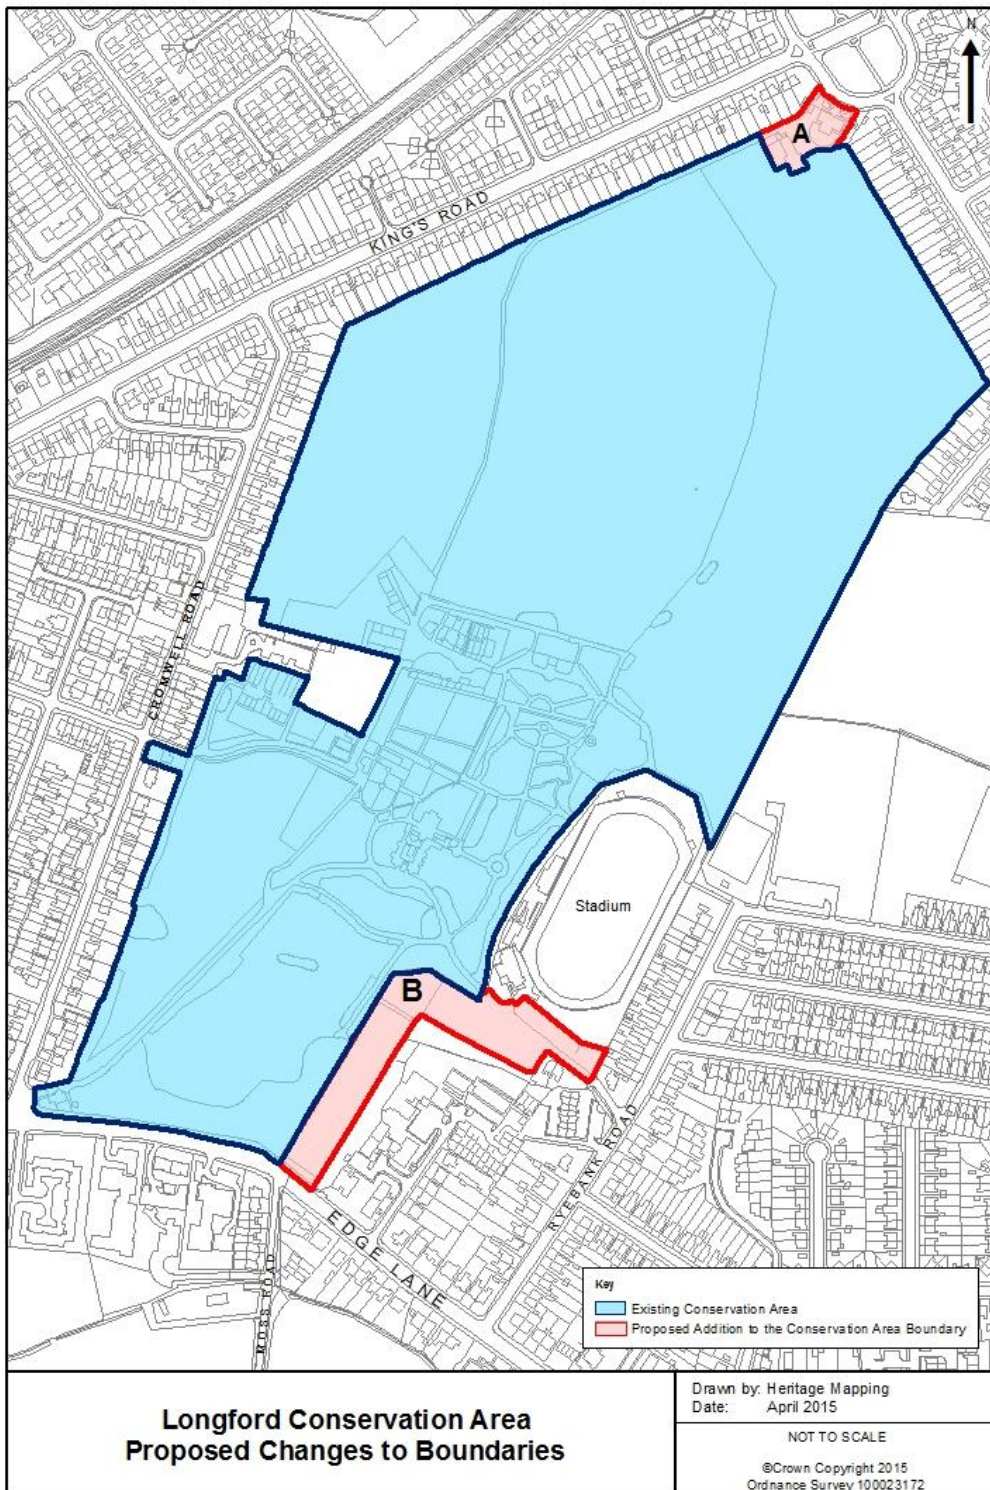 N
A
KING'S ROAD
CROMWELL ROAD
Stadium
B
RYEBANK ROAD
EDGE LANE
MOSS ROAD
Key
Existing Conservation Area
Proposed Addition to the Conservation Area Boundary
Longford Conservation Area
Proposed Changes to Boundaries
Drawn by: Heritage Mapping
Date: April 2015
NOT TO SCALE
©Crown Copyright 2015
Ordnance Survey 100023172